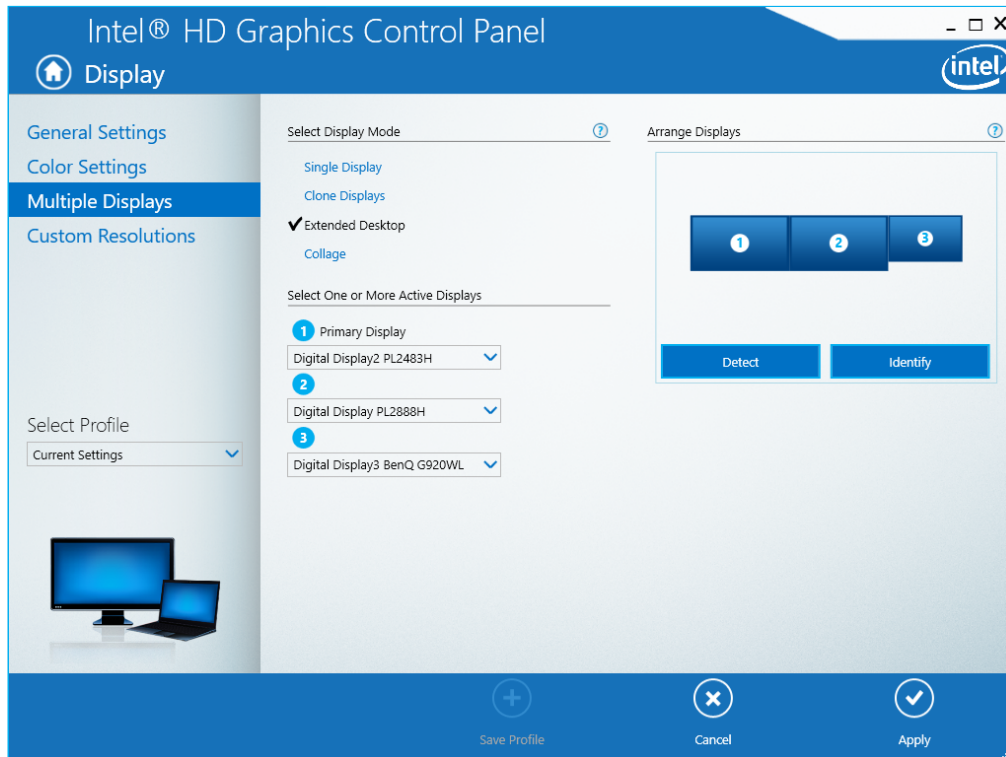 Intel® HD Graphics Control Panel
Display
intel
General Settings
Color Settings
Multiple Displays
Custom Resolutions
Select Profile
Current Settings
Select Display Mode ?
Single Display
Clone Displays
Extended Desktop
Collage
Select One or More Active Displays
1 Primary Display
Digital Display2 PL2483H
2
Digital Display PL2888H
3
Digital Display3 BenQ G920WL
Arrange Displays ?
1 2 3
Detect Identify
Save Profile Cancel Apply